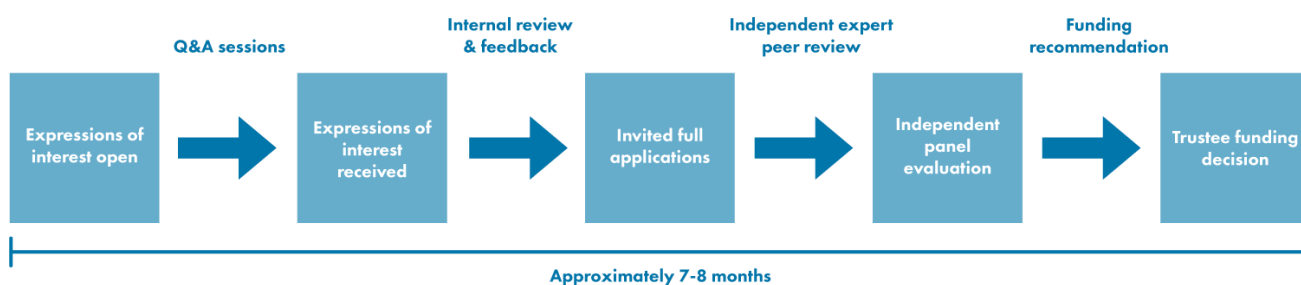 Q&A sessions
Internal review
& feedback
Independent expert
peer review
Funding
recommendation
Expressions of
interest open
Expressions of
interest
received
Invited full
applications
Independent
panel
evaluation
Trustee funding
decision
Approximately 7-8 months